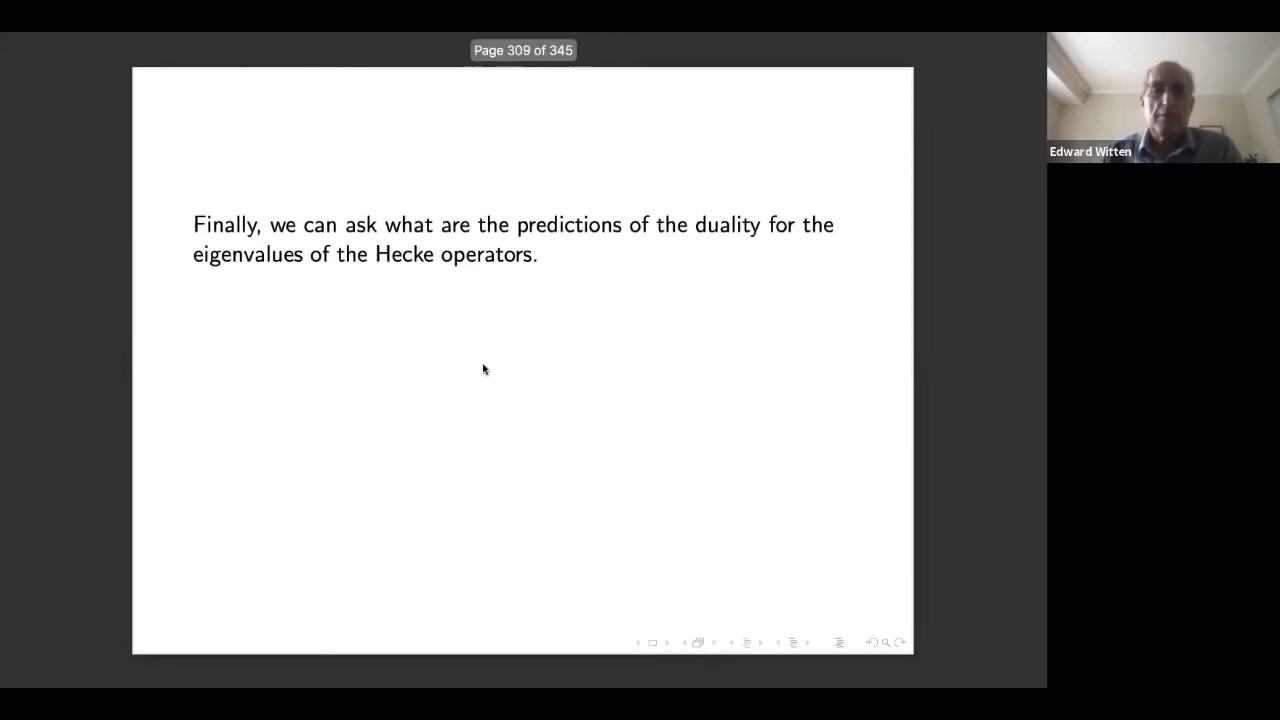 Page 309 of 345
Edward Witten
Finally, we can ask what are the predictions of the duality for the
eigenvalues of the Hecke operators.